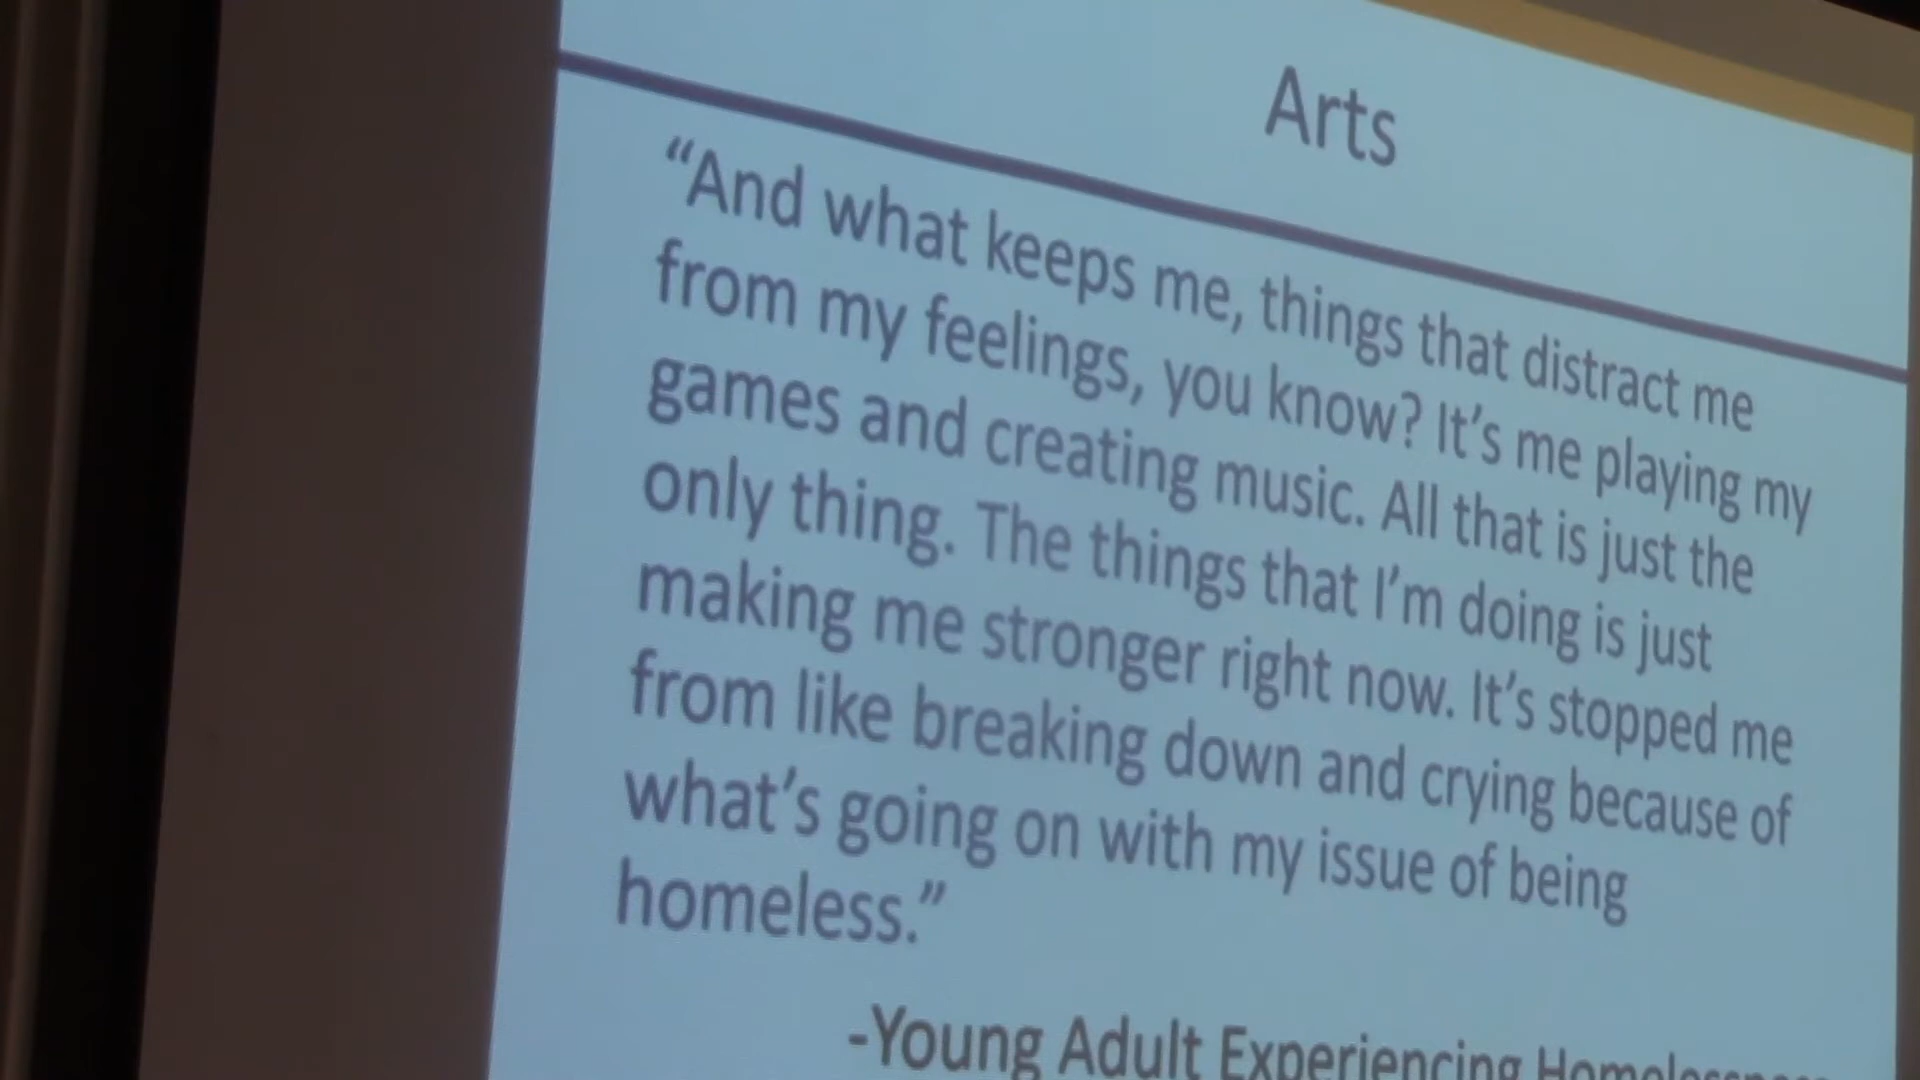 Arts
“And what keeps me, things that distract me
from my feelings, you know? It’s me playing my
games and creating music. All that is just the
only thing. The things that I’m doing is just
making me stronger right now. It’s stopped me
from like breaking down and crying because of
what’s going on with my issue of being
homeless.”
-Young Adult Experiencing Homelessness